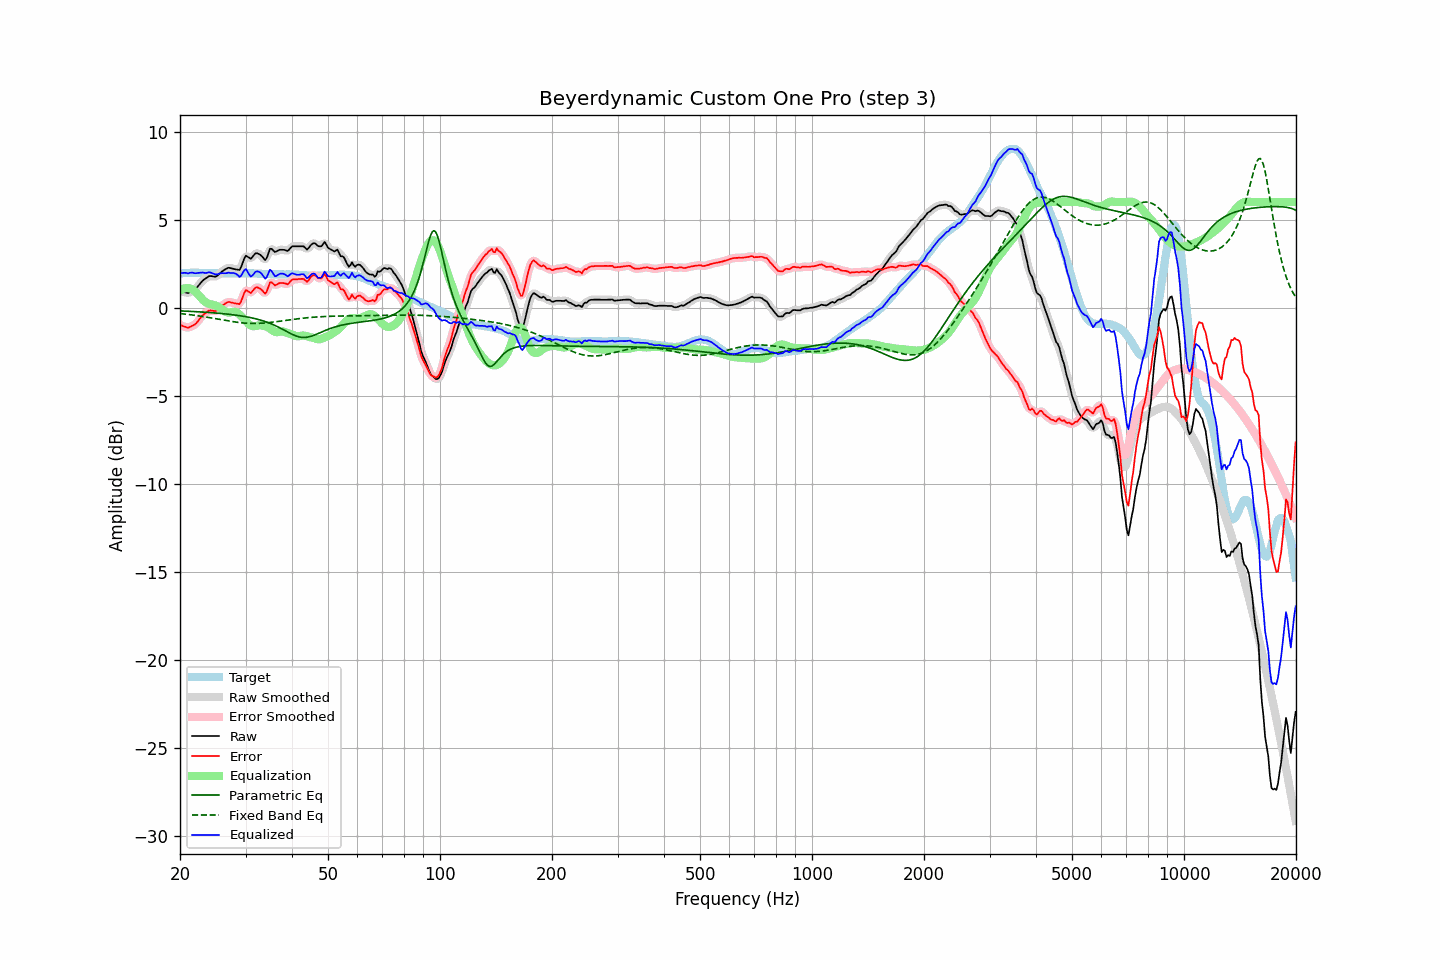 Beyerdynamic Custom One Pro (step 3)
10
5
0
−5
−10
−15
−20
−25
−30
Amplitude (dBr)
Target
Raw Smoothed
Error Smoothed
Raw
Error
Equalization
Parametric Eq
Fixed Band Eq
Equalized
20 50 100 200 500 1000 2000 5000 10000 20000
Frequency (Hz)